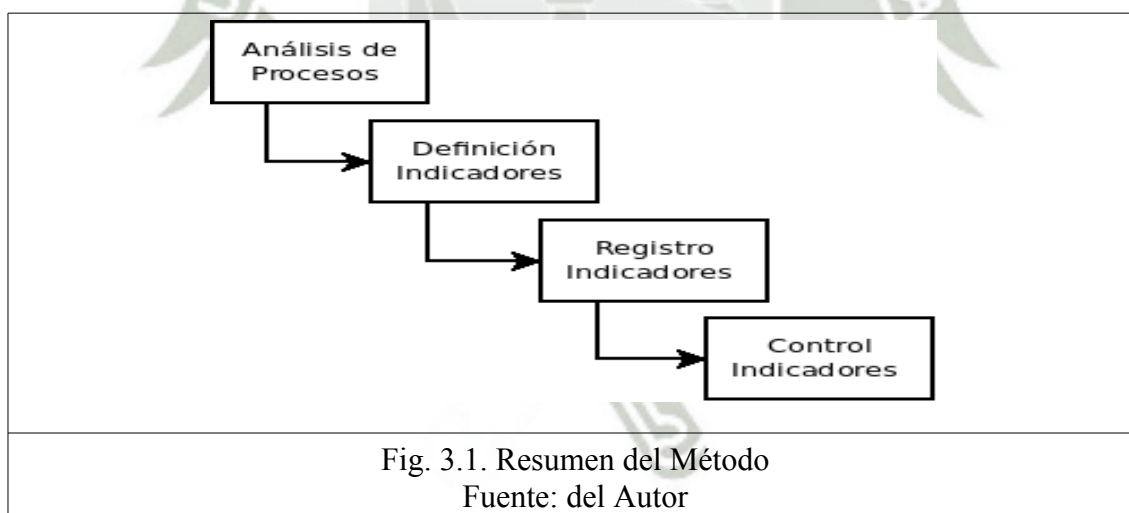 Análisis de
Procesos
Definición
Indicadores
Registro
Indicadores
Control
Indicadores
Fig. 3.1. Resumen del Método
Fuente: del Autor